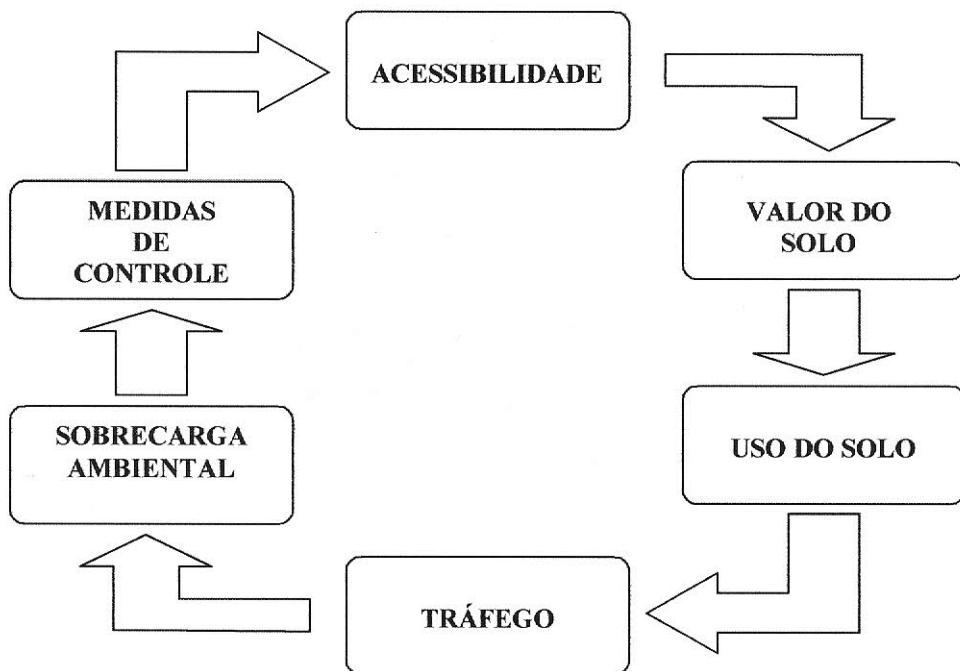 ACESSIBILIDADE
VALOR DO
SOLO
USO DO SOLO
TRÁFEGO
SOBRECARGA
AMBIENTAL
MEDIDAS
DE
CONTROLE